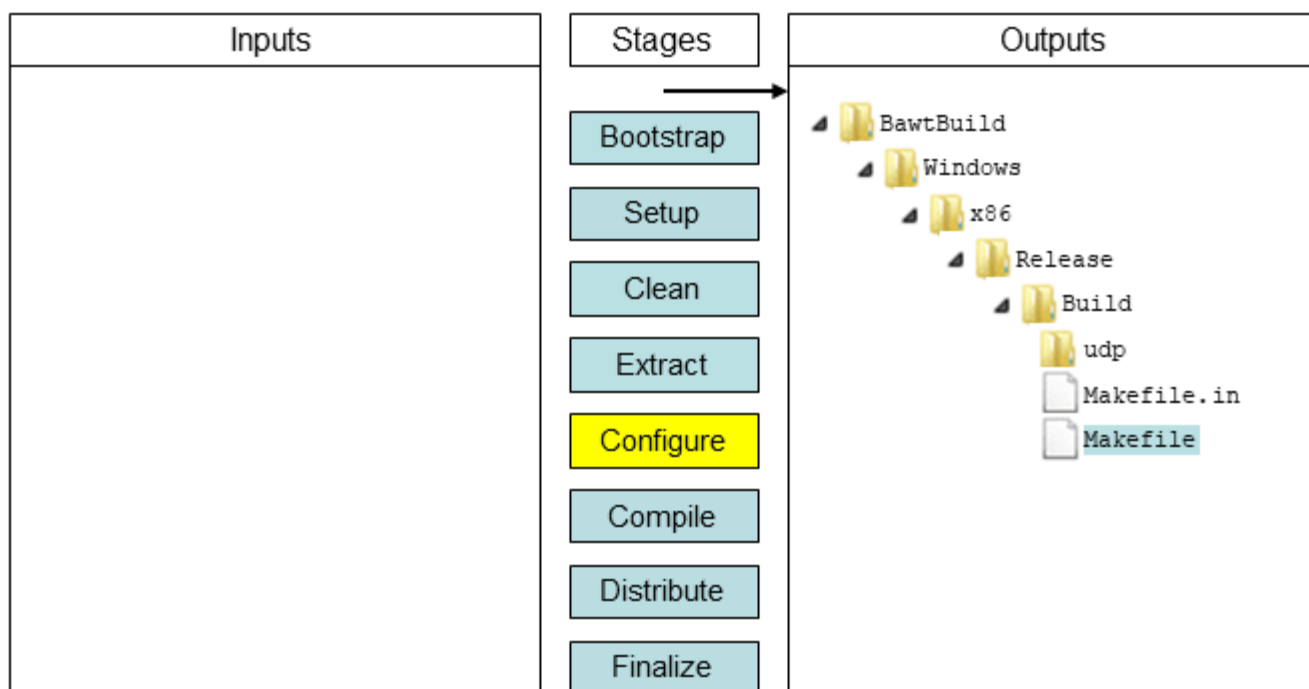 Inputs
Stages
Outputs
Bootstrap
Setup
Clean
Extract
Configure
Compile
Distribute
Finalize
BawtBuild
Windows
x86
Release
Build
udp
Makefile.in
Makefile